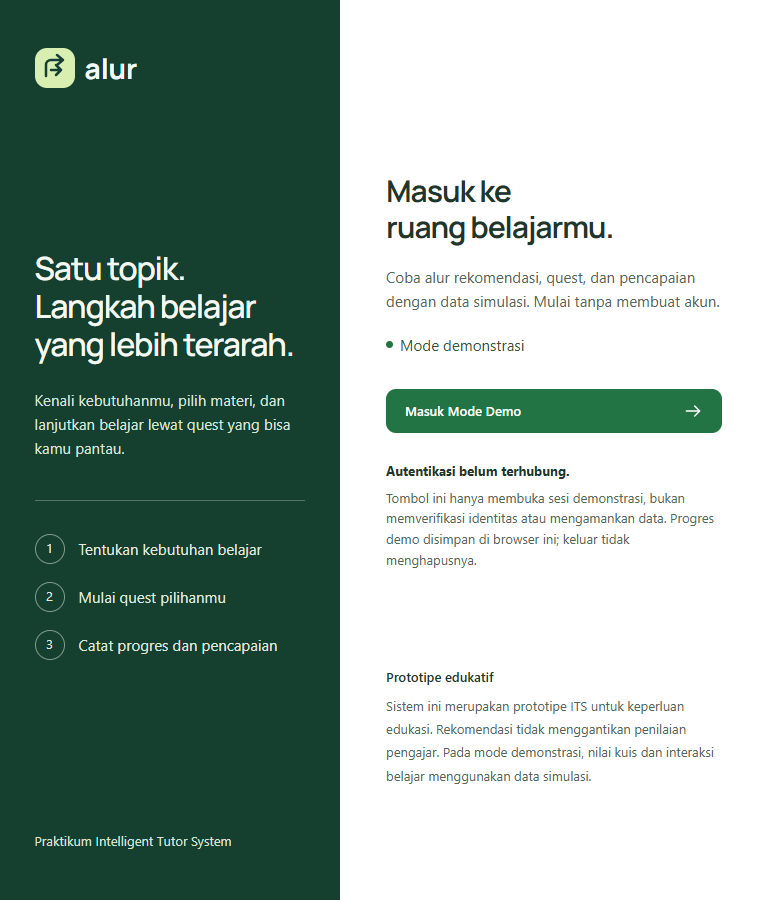 alur
Satu topik.
Langkah belajar
yang lebih terarah.
Kenali kebutuhanmu, pilih materi, dan
lanjutkan belajar lewat quest yang bisa
kamu pantau.
1 Tentukan kebutuhan belajar
2 Mulai quest pilihanmu
3 Catat progres dan pencapaian
Praktikum Intelligent Tutor System
Masuk ke
ruang belajarmu.
Coba alur rekomendasi, quest, dan pencapaian
dengan data simulasi. Mulai tanpa membuat akun.
Mode demonstrasi
Masuk Mode Demo
Autentikasi belum terhubung.
Tombol ini hanya membuka sesi demonstrasi, bukan
memverifikasi identitas atau mengamankan data. Progres
demo disimpan di browser ini; keluar tidak
menghapusnya.
Prototipe edukatif
Sistem ini merupakan prototipe ITS untuk keperluan
edukasi. Rekomendasi tidak menggantikan penilaian
pengajar. Pada mode demonstrasi, nilai kuis dan interaksi
belajar menggunakan data simulasi.